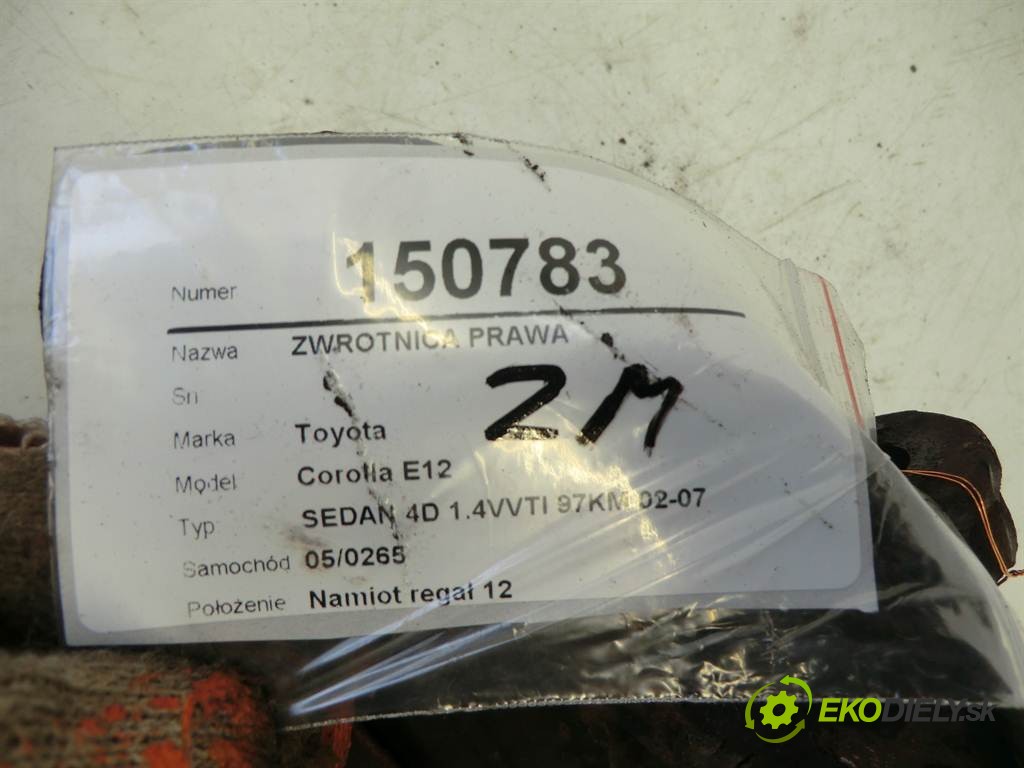 Numer 150783
Nazwa ZWROTNICA PRAWA
Sn
Marka Toyota
Model Corolla E12
Typ SEDAN 4D 1.4VVTI 97KM 02-07
Samochód 05/0265
Położenie Namiot regał 12
ZM
EKODIELY.SK